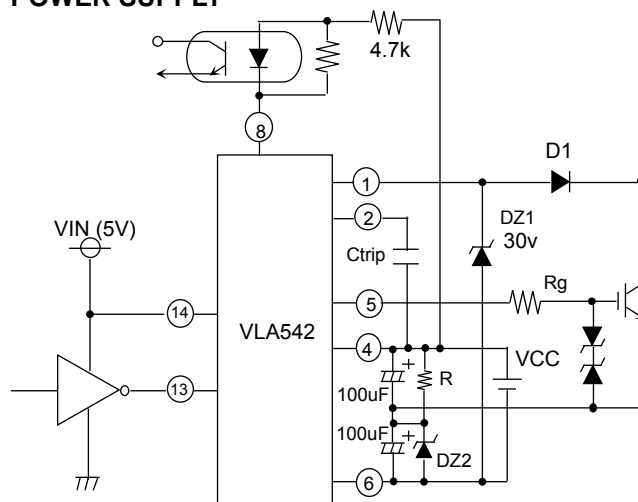 POWER SUPPLY
4.7k
8
D1
1
VIN (5V)
2
DZ1
30v
Ctrip
Rg
5
14
VLA542
4
VCC
+
R
100uF
13
100uF
+
DZ2
6